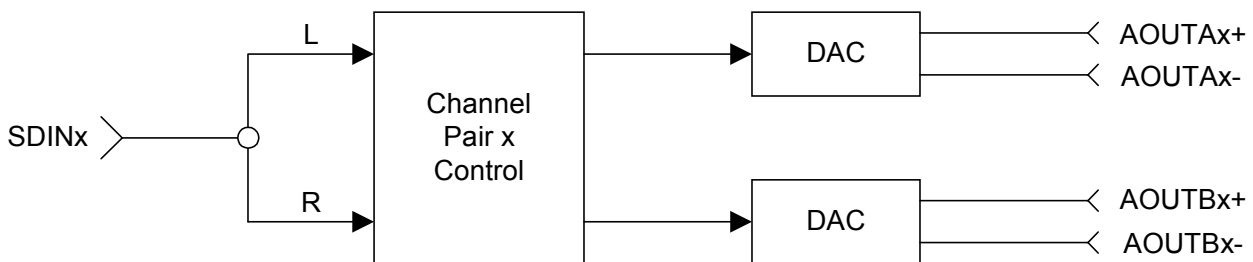 L
SDINx
R
Channel
Pair x
Control
DAC
AOUTAx+
AOUTAx-
DAC
AOUTBx+
AOUTBx-